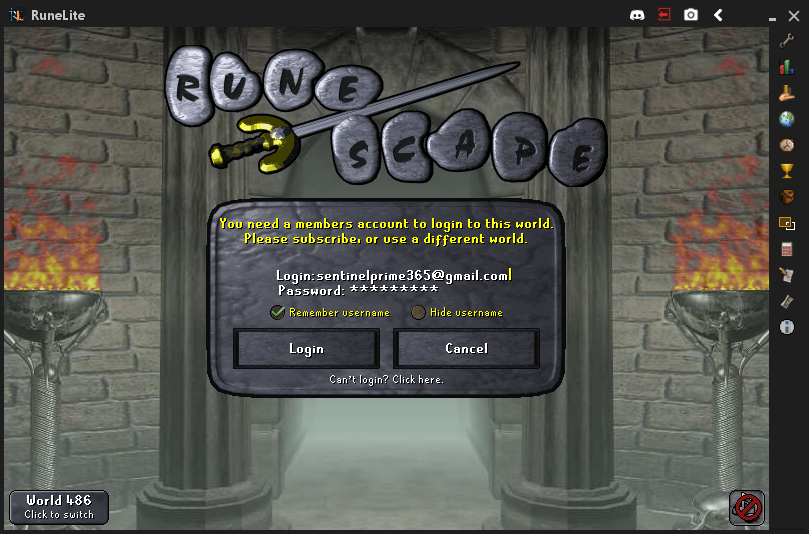 RuneLite
RUNE
SCAPE
You need a members account to login to this world.
Please subscribe, or use a different world.
Login: sentinelprime365@gmail.com
Password: *********
Remember username
Hide username
Login
Cancel
Can't login? Click here.
World 486
Click to switch